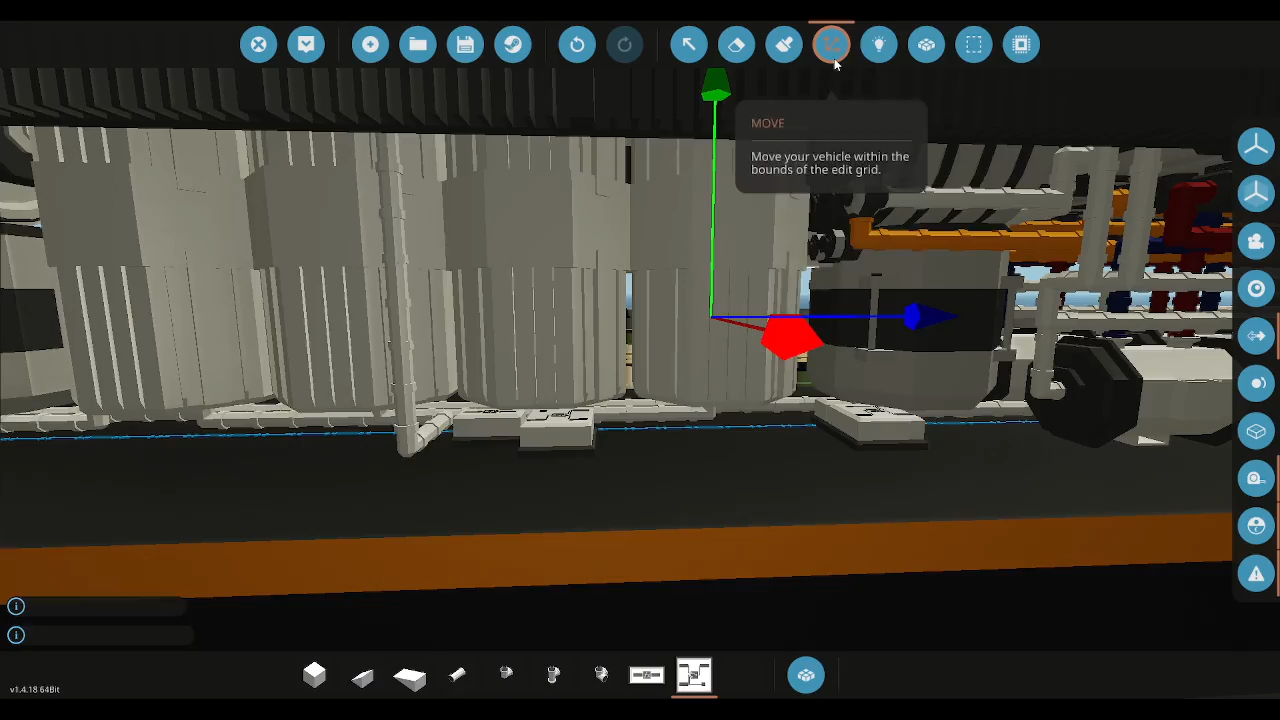 MOVE
Move your vehicle within the
bounds of the edit grid.
v1.4.18 64Bit